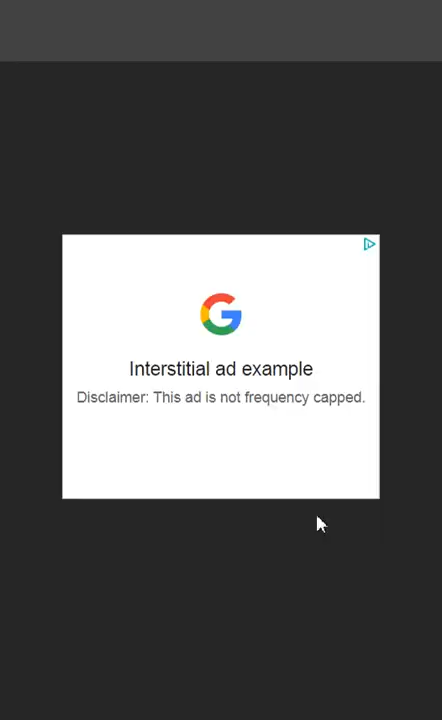 Interstitial ad example
Disclaimer: This ad is not frequency capped.